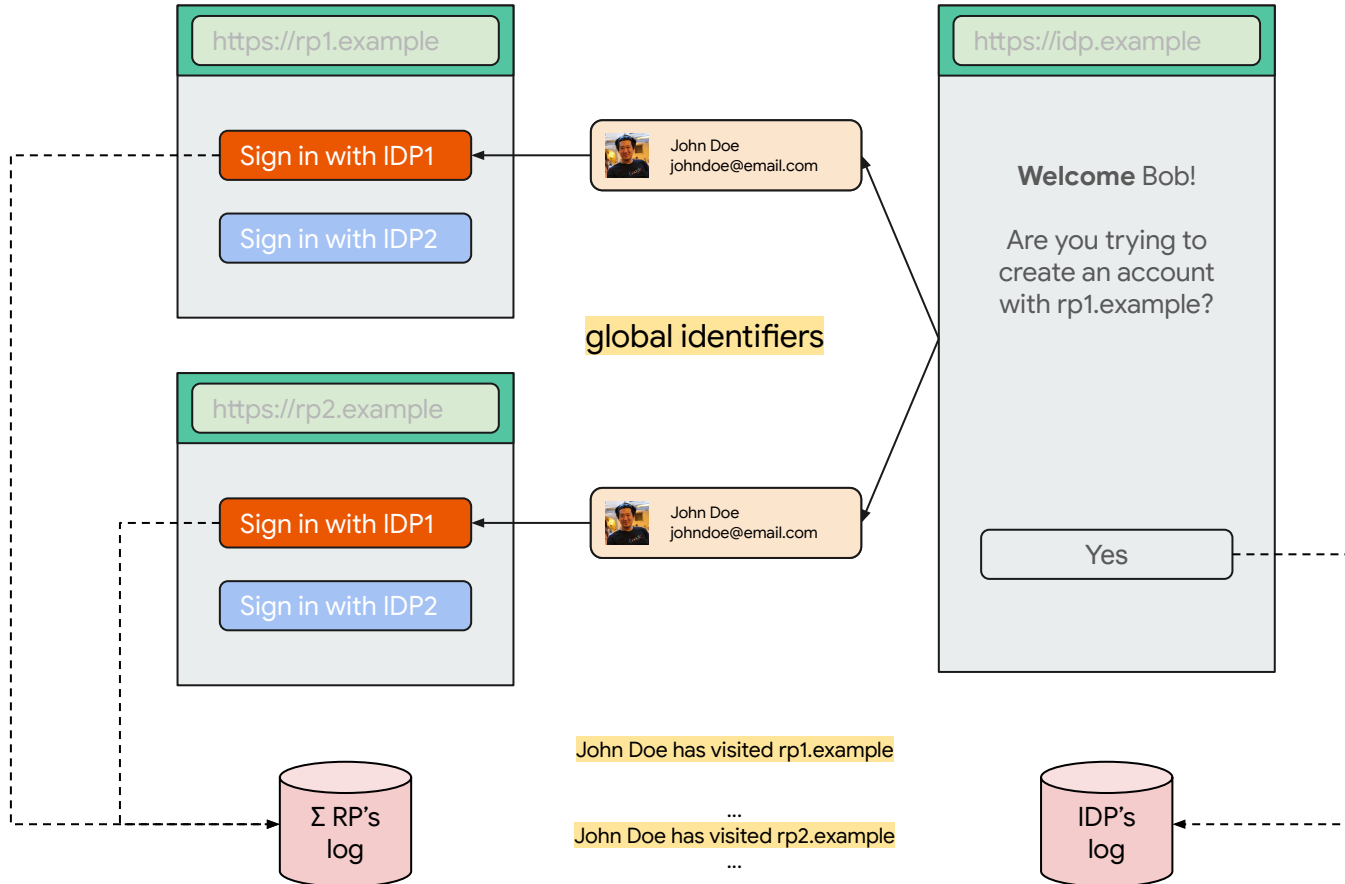 https://rp1.example
Sign in with IDP1
Sign in with IDP2
John Doe
johndoe@email.com
https://idp.example
Welcome Bob!
Are you trying to
create an account
with rp1.example?
Yes
global identifiers
https://rp2.example
Sign in with IDP1
Sign in with IDP2
John Doe
johndoe@email.com
John Doe has visited rp1.example
...
John Doe has visited rp2.example
...
Σ RP’s
log
IDP’s
log